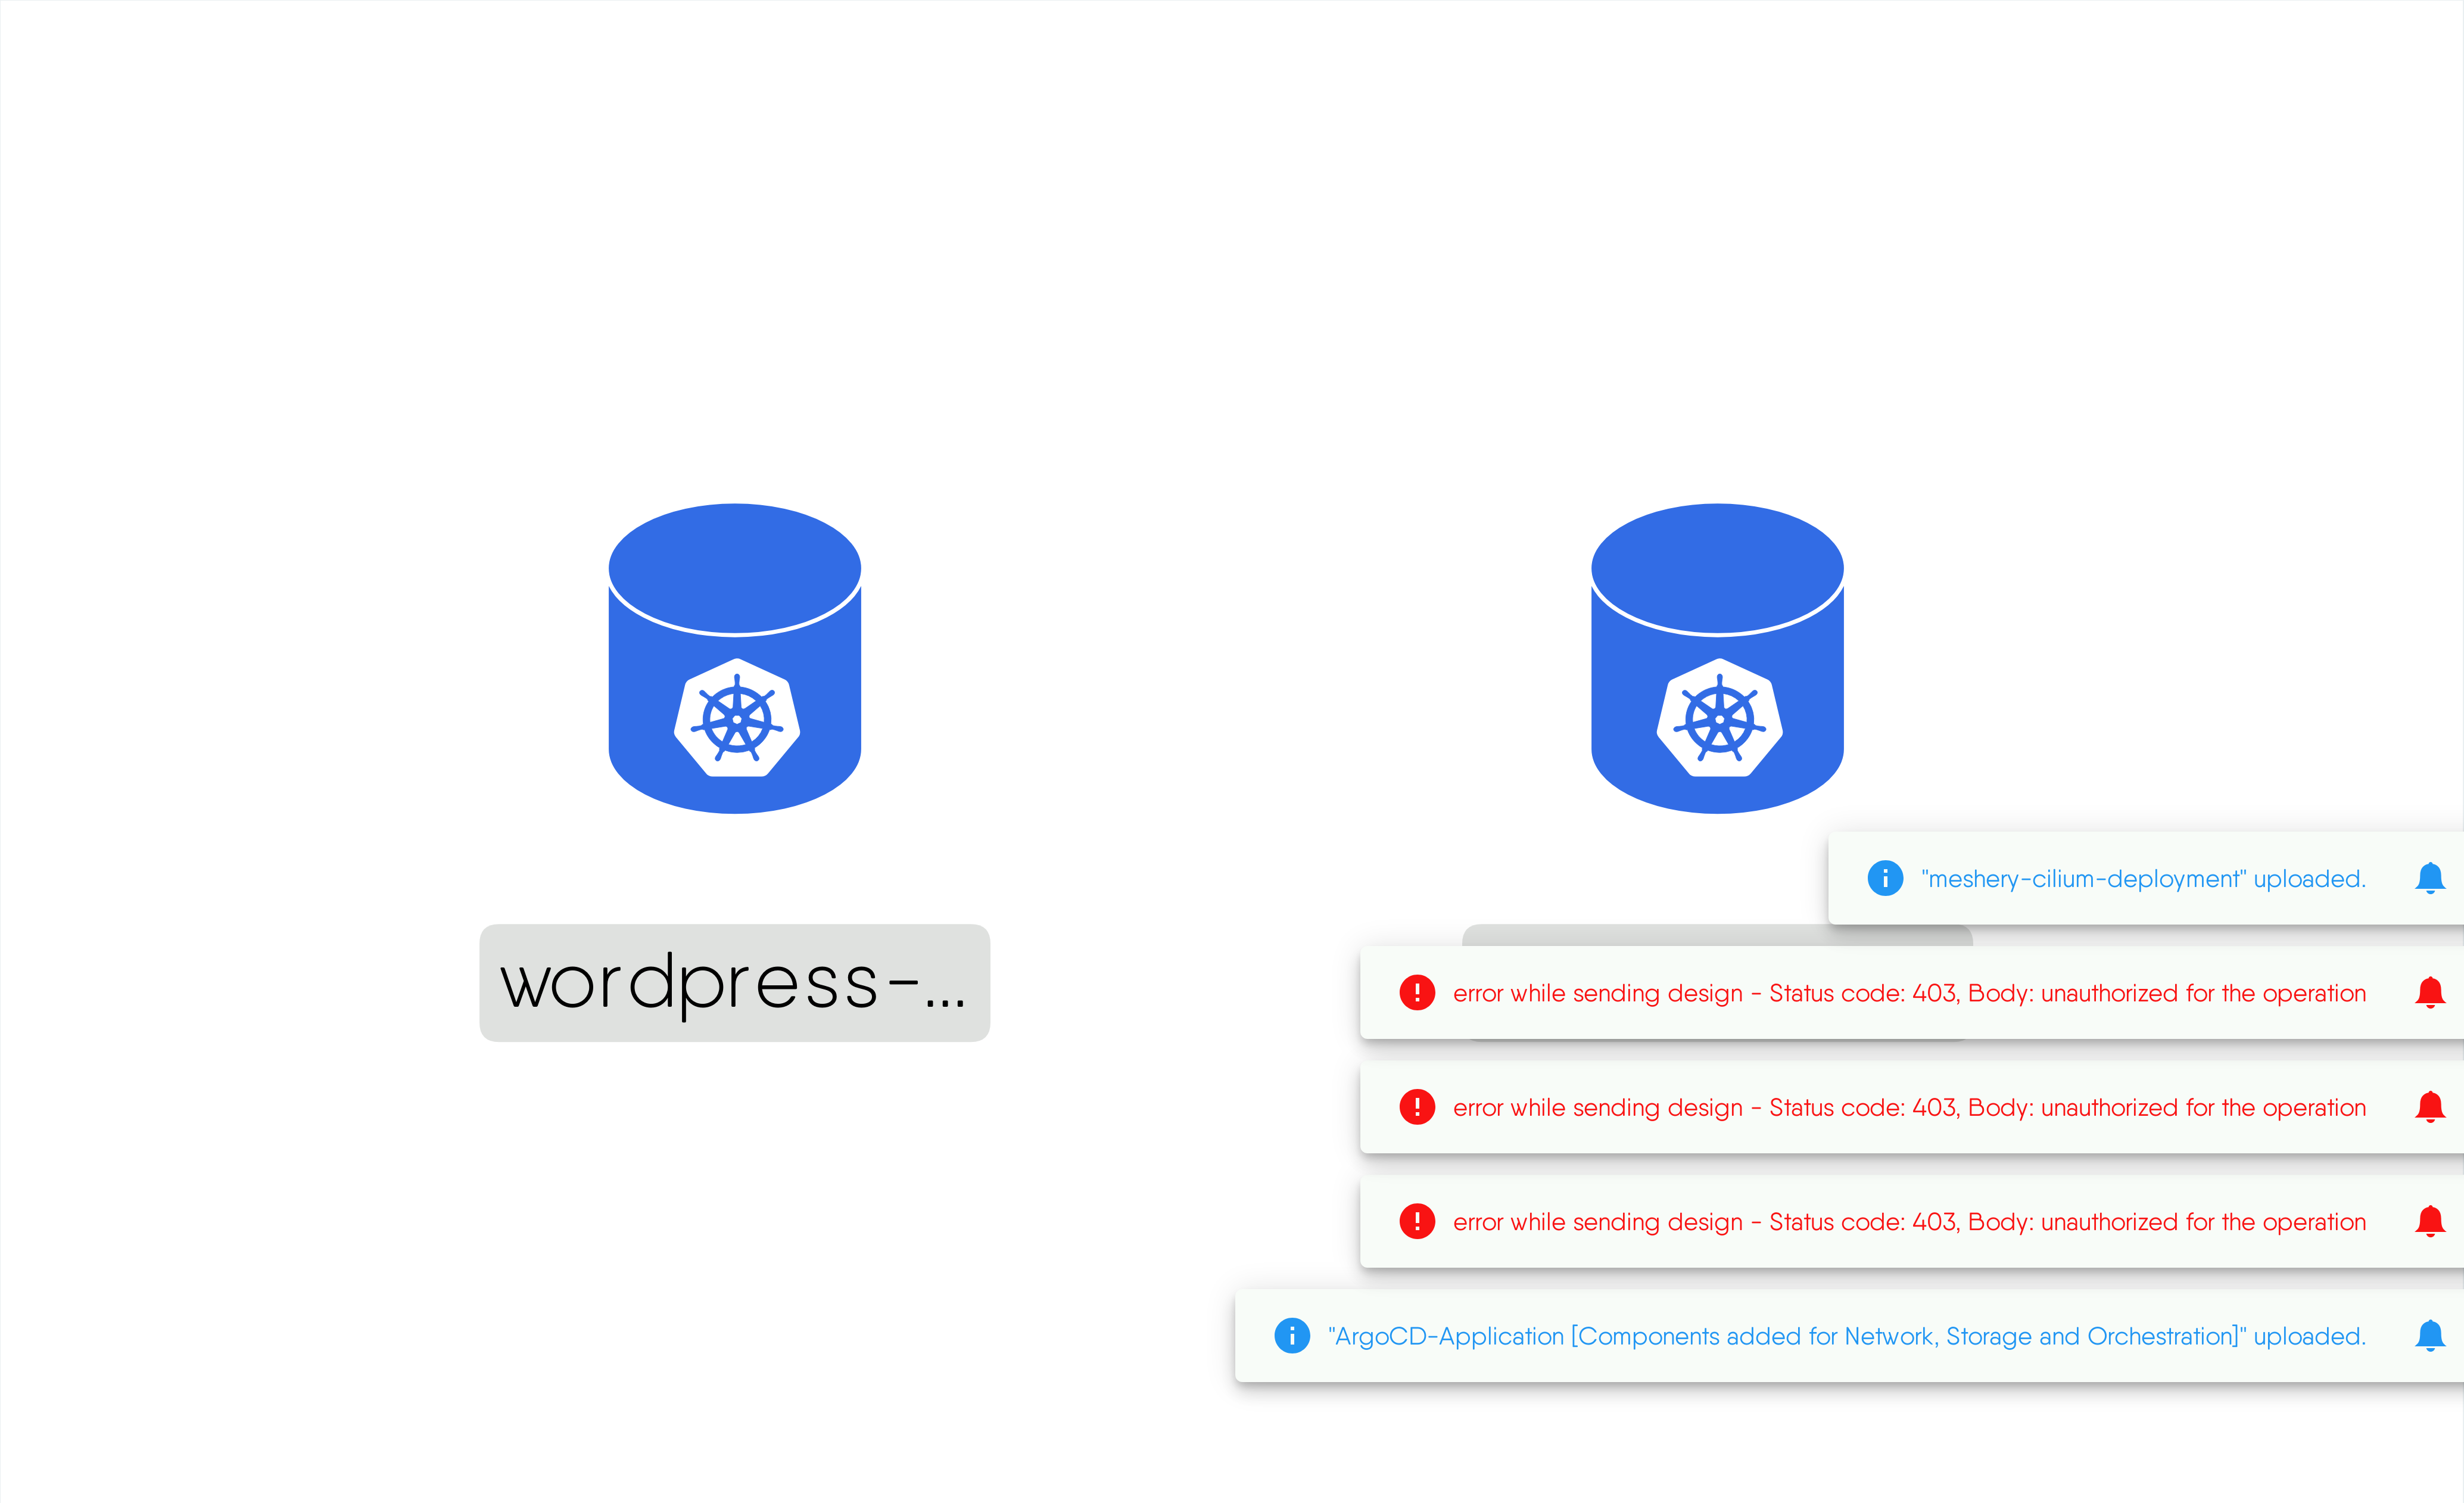 wordpress-...
"meshery-cilium-deployment" uploaded.
error while sending design - Status code: 403, Body: unauthorized for the operation
error while sending design - Status code: 403, Body: unauthorized for the operation
error while sending design - Status code: 403, Body: unauthorized for the operation
"ArgoCD-Application [Components added for Network, Storage and Orchestration]" uploaded.